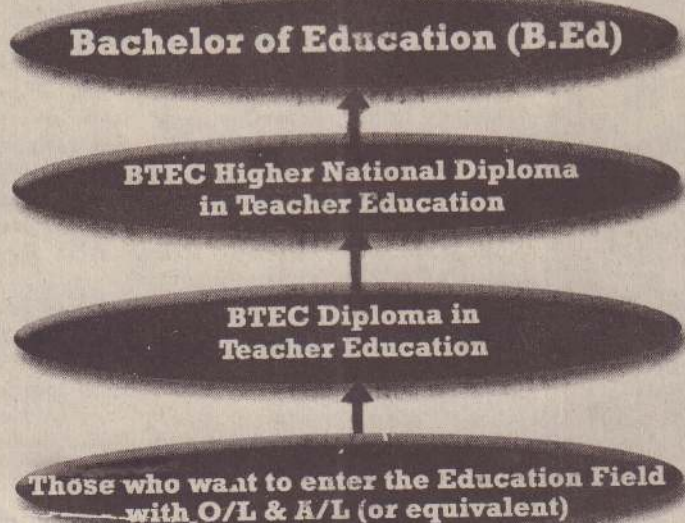 Bachelor of Education (B.Ed)
BTEC Higher National Diploma
in Teacher Education
BTEC Diploma in
Teacher Education
Those who want to enter the Education Field
with O/L & A/L (or equivalent)